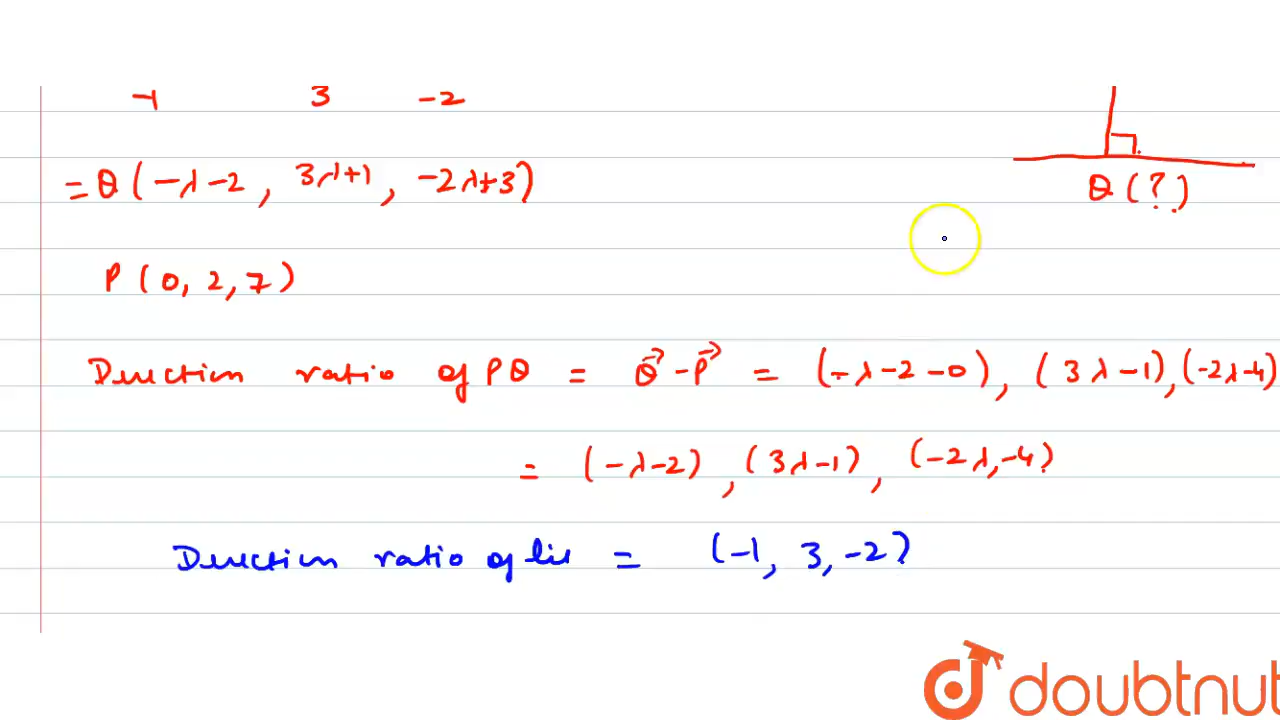 -1 3 -2
= Q (-λ-2, 3λ+1, -2λ+3)
Q (?)
P (0, 2, 7)
Direction ratio of PQ = Q⃗ - P⃗ = (-λ-2-0), (3λ-1), (-2λ-4)
= (-λ-2), (3λ-1), (-2λ,-4)
Direction ratio of lie = (-1, 3, -2)
doubtnut